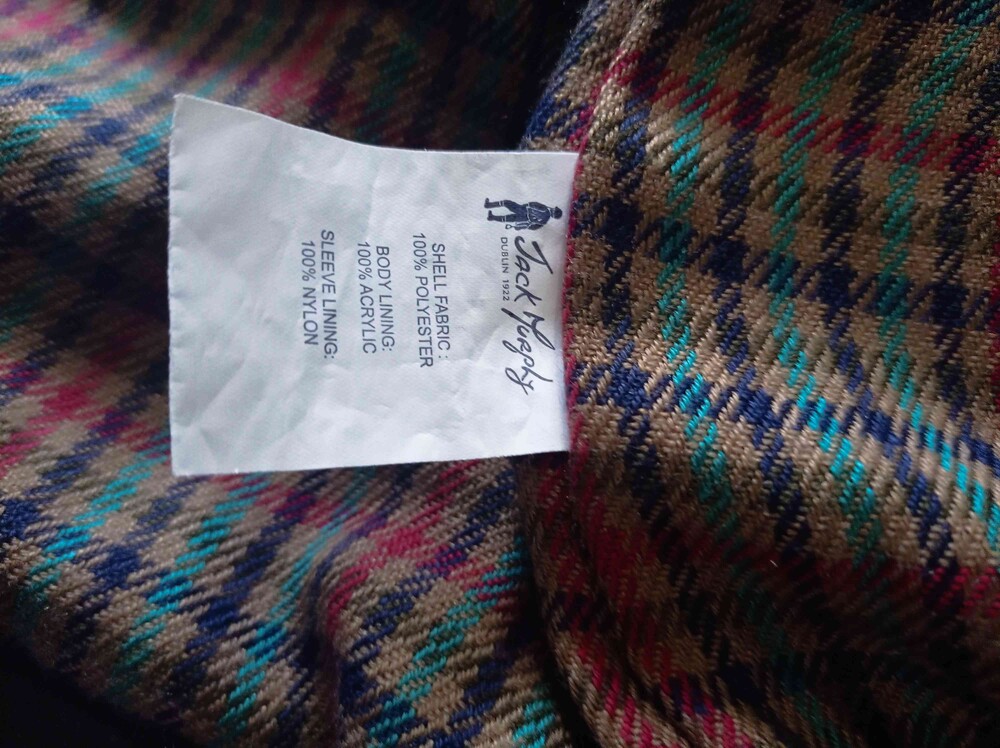 Jack Murphy
DUBLIN 1922
SHELL FABRIC :
100% POLYESTER
BODY LINING:
100% ACRYLIC
SLEEVE LINING:
100% NYLON